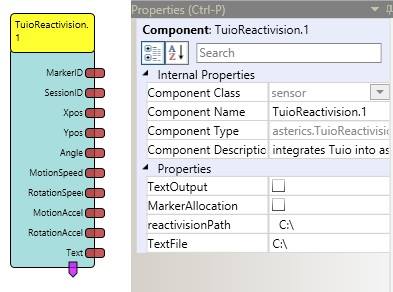 TuioReactivision.
1
MarkerID
SessionID
Xpos
Ypos
Angle
MotionSpeed
RotationSpeed
MotionAccel
RotationAccel
Text
Properties (Ctrl-P)
Component: TuioReactivision.1
Search
Internal Properties
Component Class sensor
Component Name TuioReactivision.1
Component Type asterics.TuioReactivisio
Component Descriptio integrates Tuio into as
Properties
TextOutput
MarkerAllocation
reactivisionPath C:\
TextFile C:\